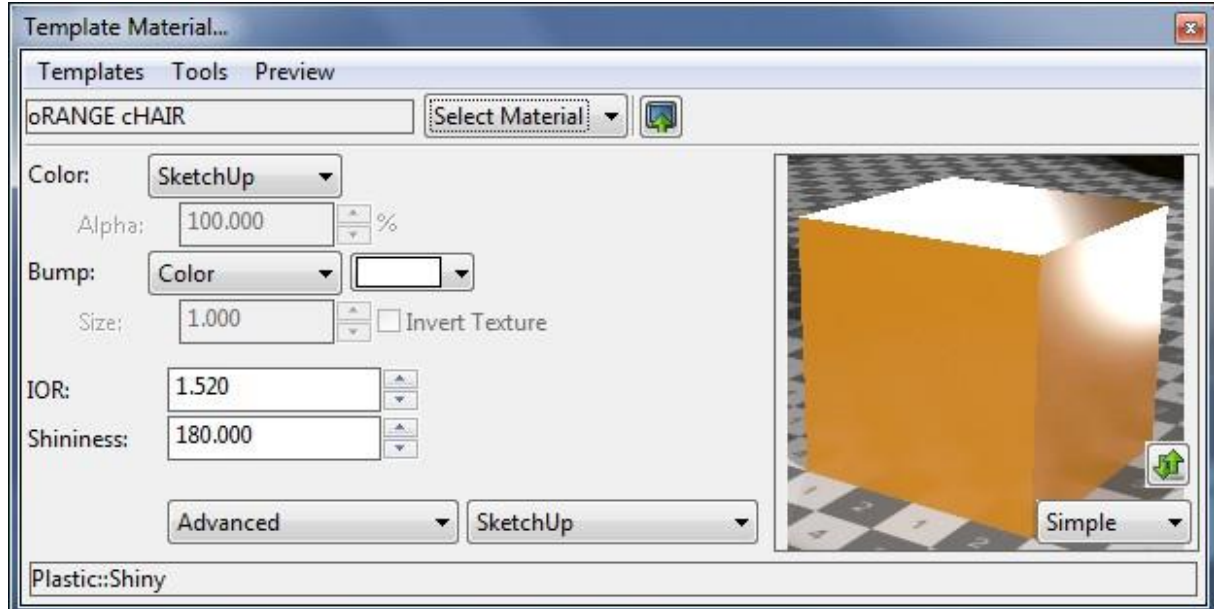 Template Material...
Templates Tools Preview
oRANGE cHAIR Select Material
Color: SketchUp
Alpha: 100.000 %
Bump: Color
Size: 1.000 Invert Texture
IOR: 1.520
Shininess: 180.000
Advanced SketchUp Simple
Plastic::Shiny